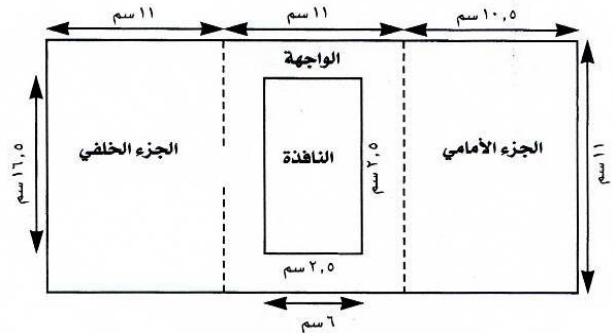 ١٠,٥ سم
١١ سم
١١ سم
الواجهة
الجزء الأمامي
النافذة
الجزء الخلفي
١١ سم
٢,٥ سم
١٦,٥ سم
٢,٥ سم
٦ سم